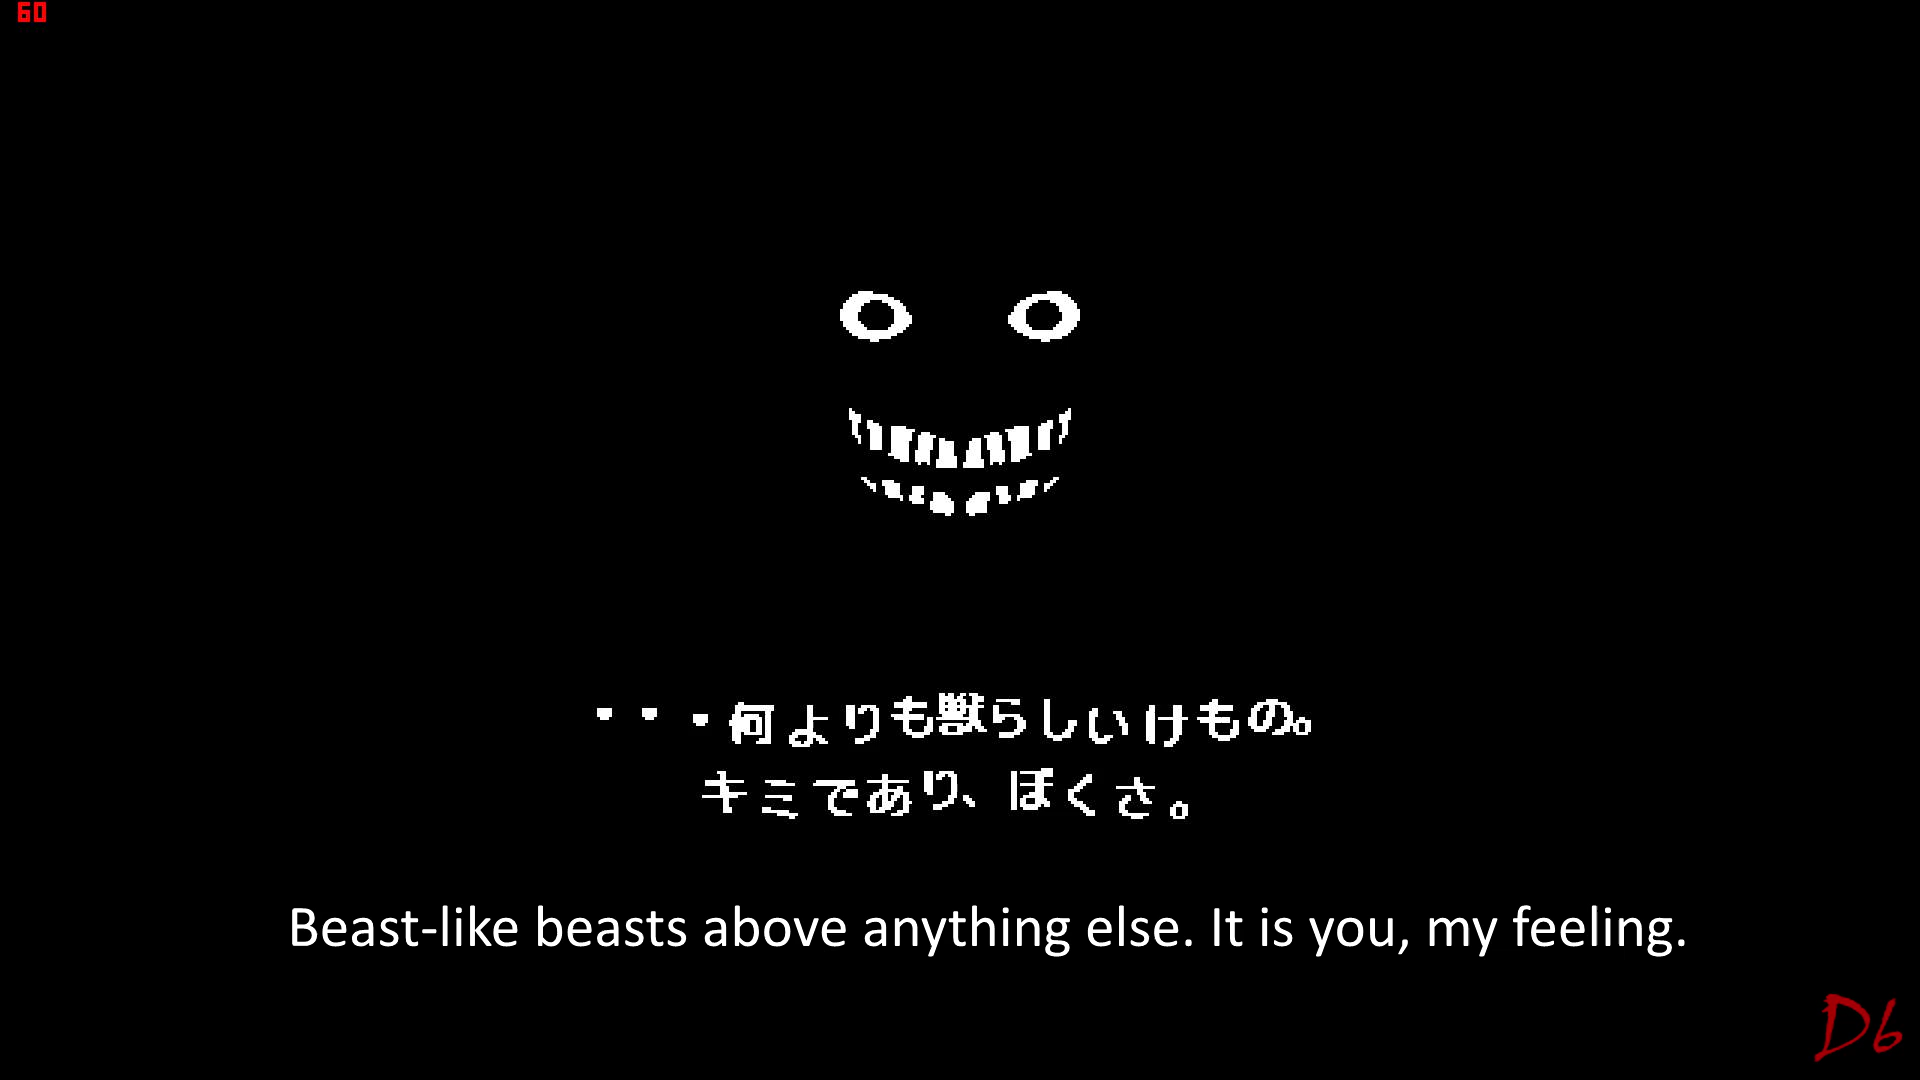 60
・・・何よりも獣らしいけもの。
キミであり、ぼくさ。
Beast-like beasts above anything else. It is you, my feeling.
D6